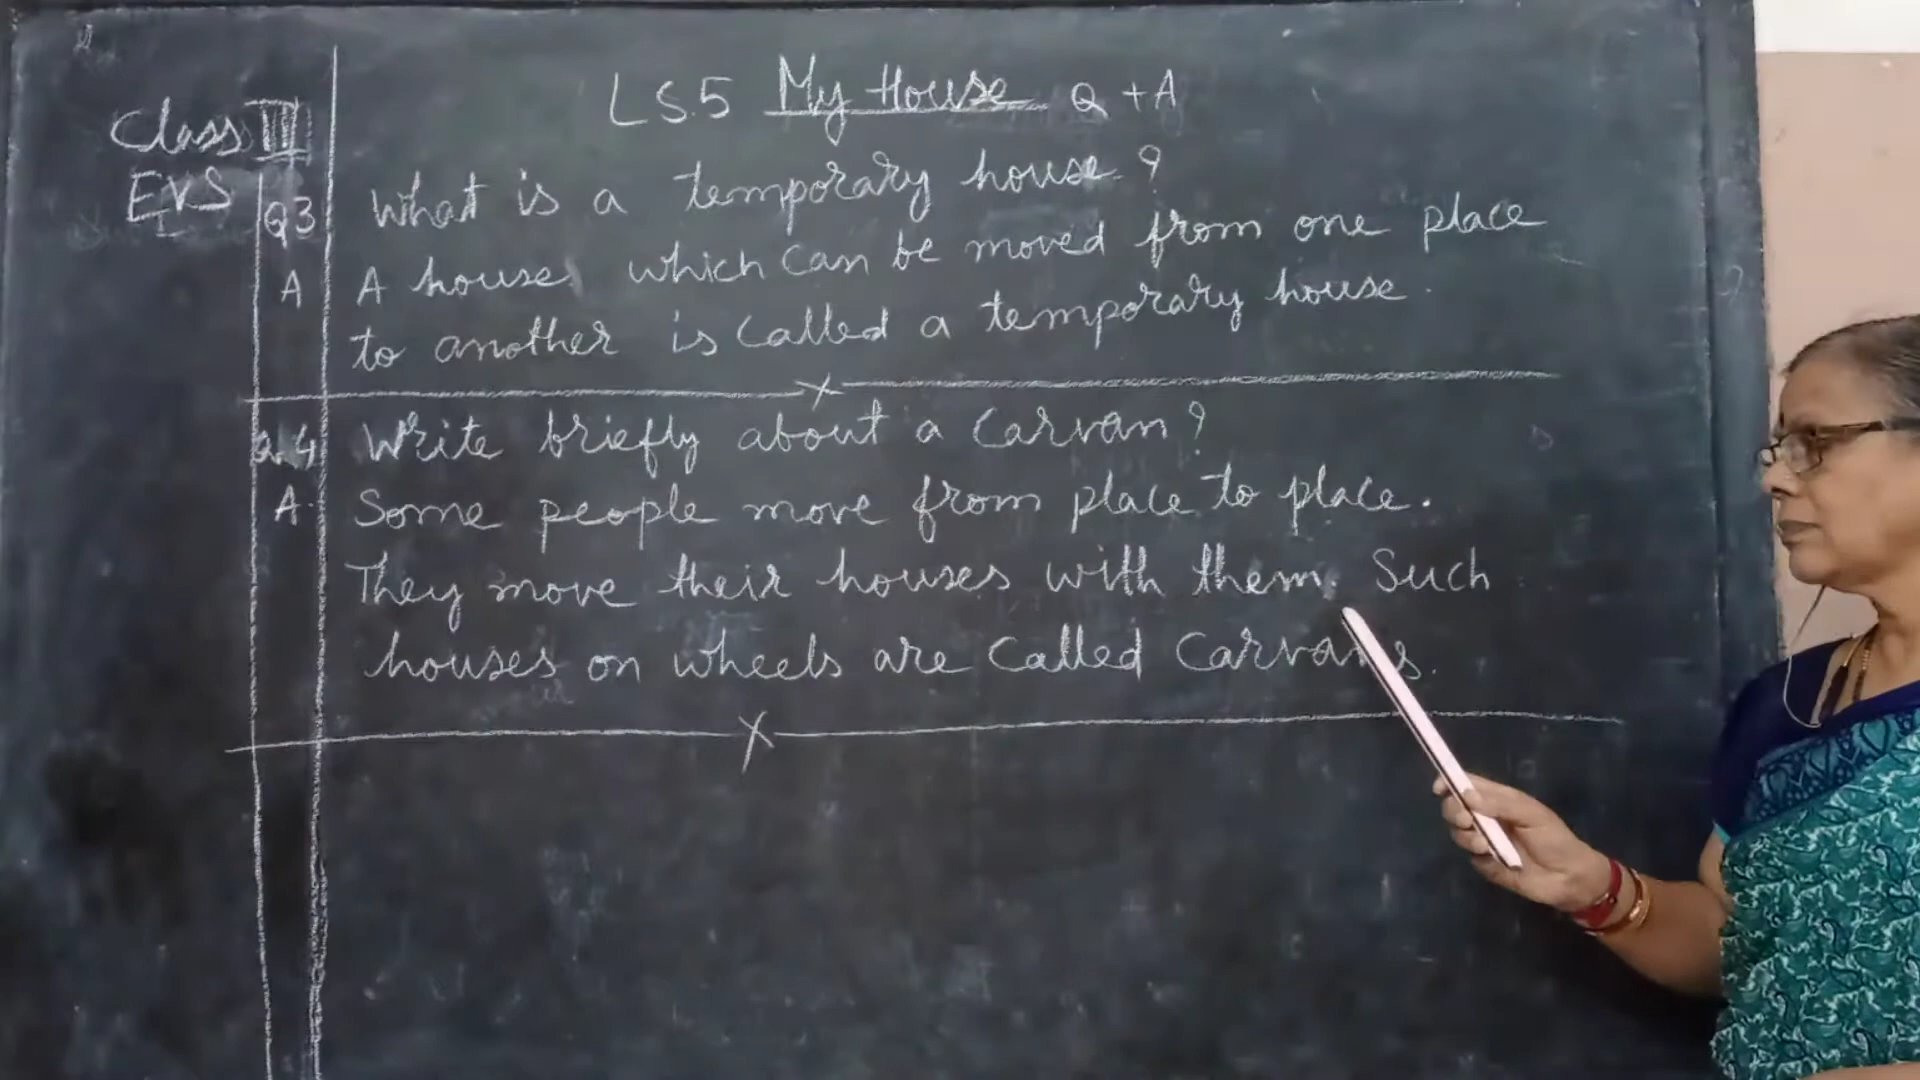 LS.5 My House Q + A
Class III
EVS
Q3 What is a temporary house?
A A house which can be moved from one place
to another is called a temporary house.
Q.4 Write briefly about a Carvan?
A. Some people move from place to place.
They move their houses with them. Such
houses on wheels are called Carvans.